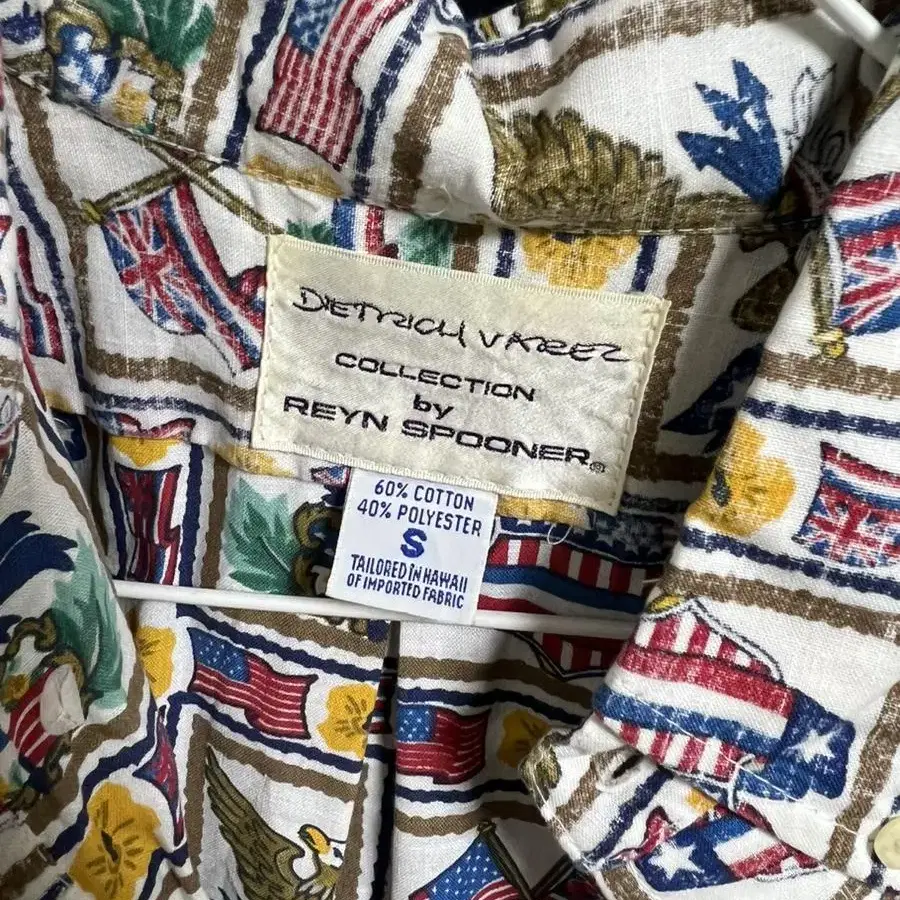 DIETRICH VAREZ
COLLECTION
by
REYN SPOONER®
60% COTTON
40% POLYESTER
S
TAILORED IN HAWAII
OF IMPORTED FABRIC